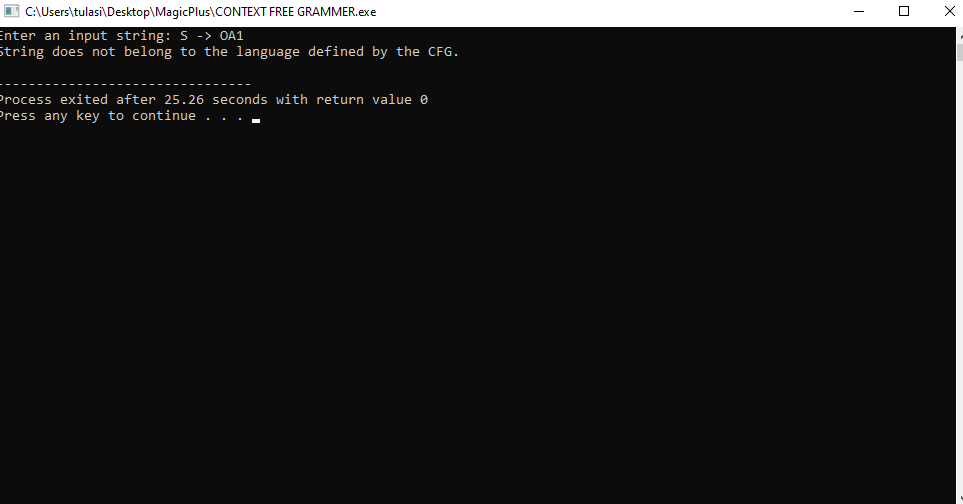 C:\Users\tulasi\Desktop\MagicPlus\CONTEXT FREE GRAMMER.exe
Enter an input string: S -> OA1
String does not belong to the language defined by the CFG.
--------------------------------
Process exited after 25.26 seconds with return value 0
Press any key to continue . . .